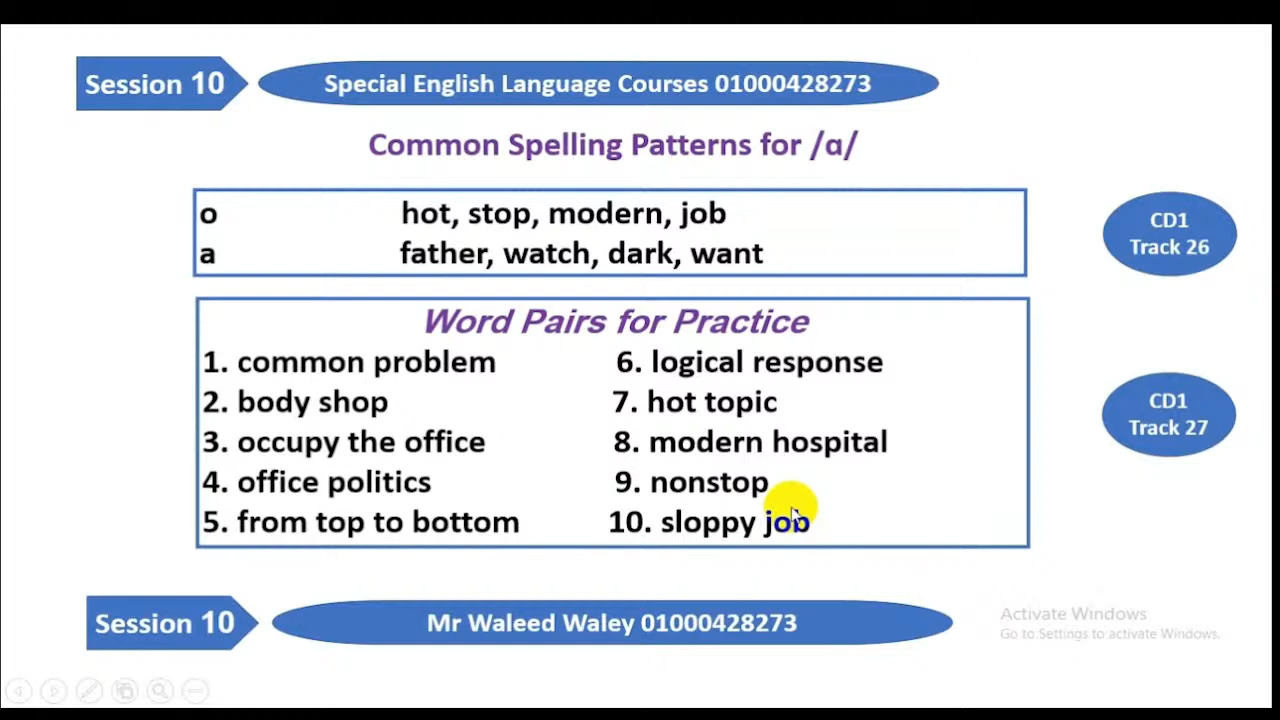 Session 10
Special English Language Courses 01000428273
Common Spelling Patterns for /ɑ/
o hot, stop, modern, job
a father, watch, dark, want
CD1
Track 26
Word Pairs for Practice
1. common problem 6. logical response
2. body shop 7. hot topic
3. occupy the office 8. modern hospital
4. office politics 9. nonstop
5. from top to bottom 10. sloppy job
CD1
Track 27
Session 10
Mr Waleed Waley 01000428273
Activate Windows
Go to Settings to activate Windows.